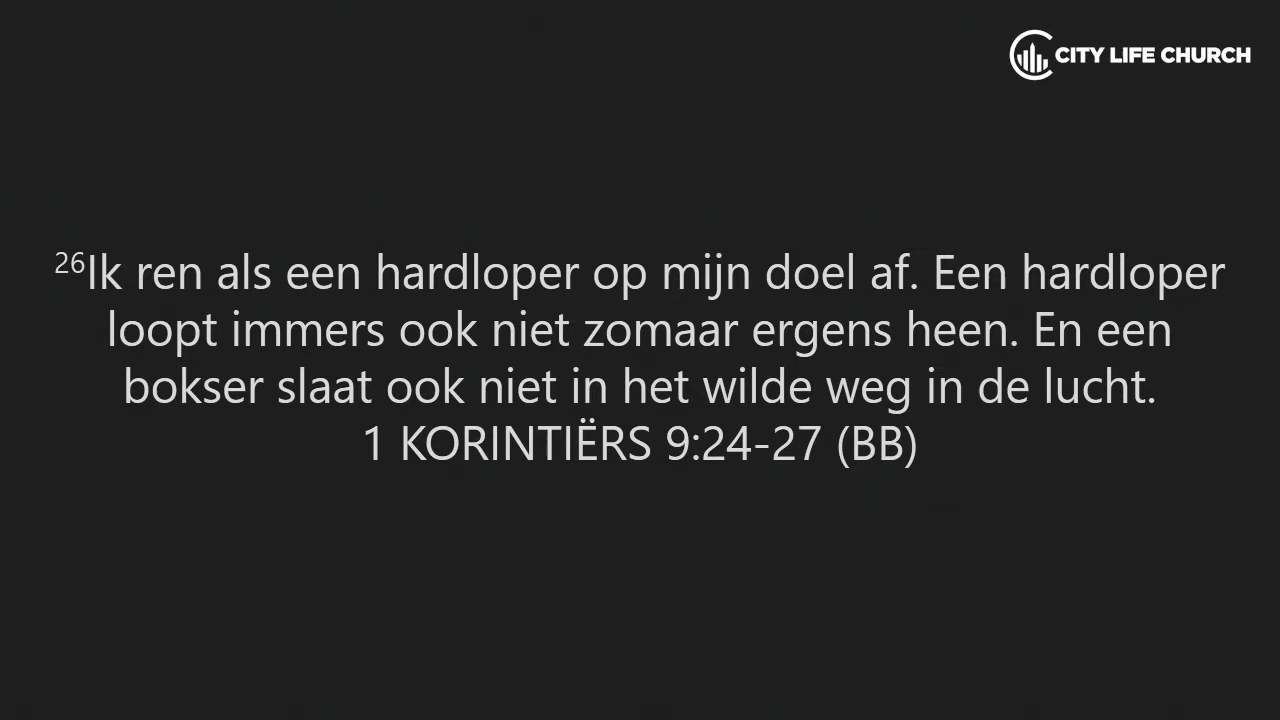 CITY LIFE CHURCH
26Ik ren als een hardloper op mijn doel af. Een hardloper
loopt immers ook niet zomaar ergens heen. En een
bokser slaat ook niet in het wilde weg in de lucht.
1 KORINTIËRS 9:24-27 (BB)